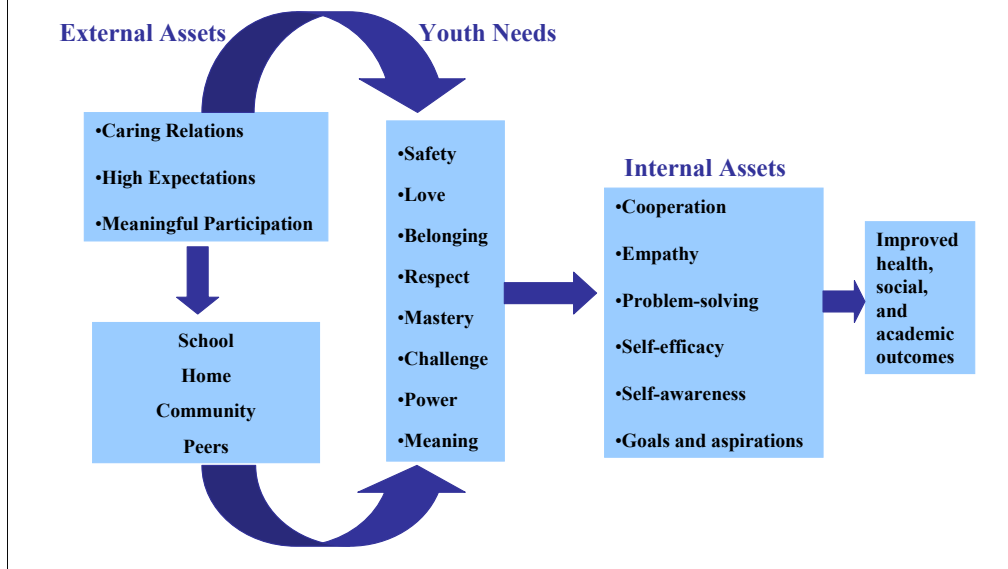 External Assets
•Caring Relations
•High Expectations
•Meaningful Participation
School
Home
Community
Peers
Youth Needs
•Safety
•Love
•Belonging
•Respect
•Mastery
•Challenge
•Power
•Meaning
Internal Assets
•Cooperation
•Empathy
•Problem-solving
•Self-efficacy
•Self-awareness
•Goals and aspirations
Improved
health,
social,
and
academic
outcomes